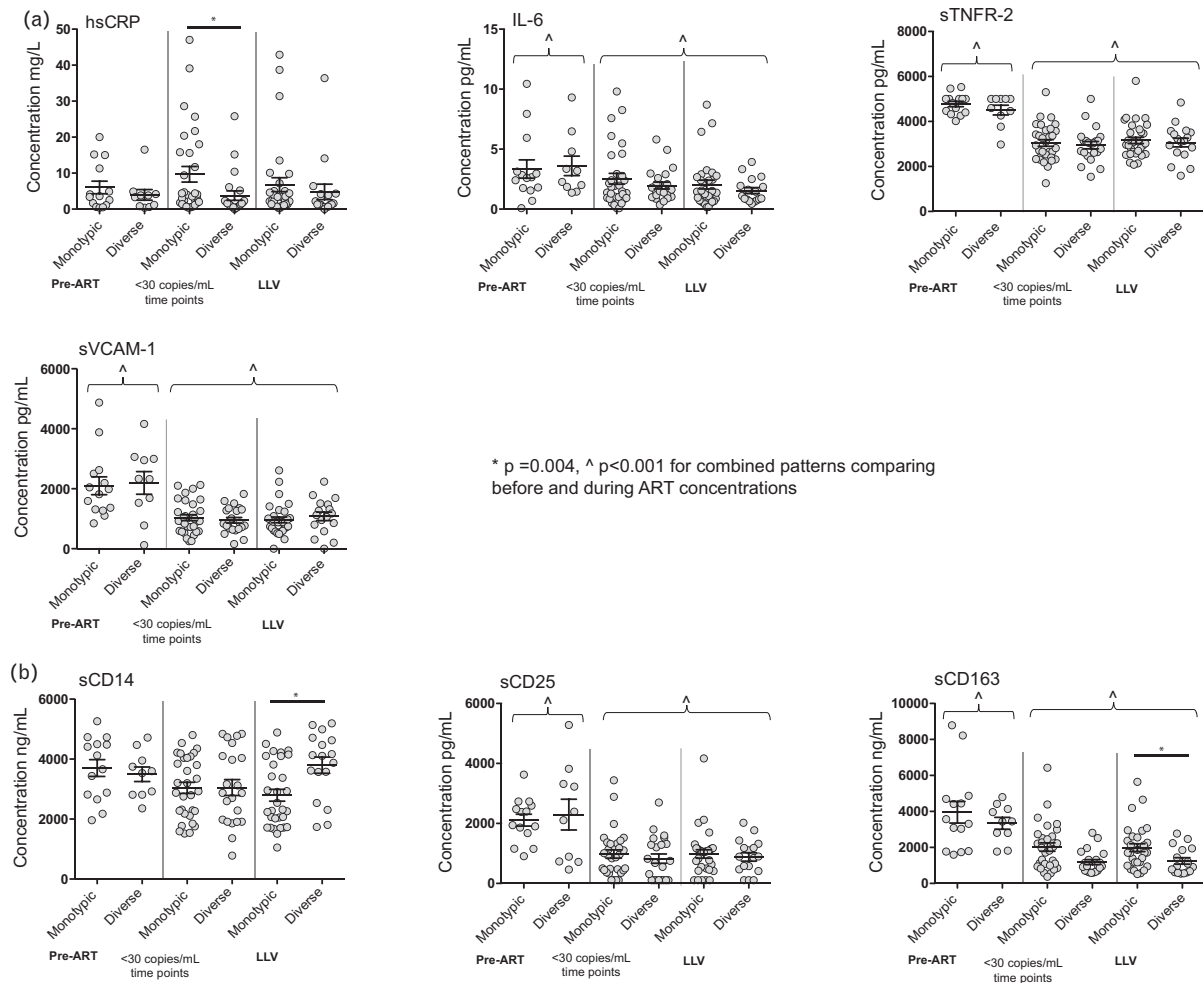 (a)
hsCRP
*
Concentration mg/L
50
40
30
20
10
0
Monotypic
Diverse
Monotypic
Diverse
Monotypic
Diverse
Pre-ART
<30 copies/mL
time points
LLV
IL-6
^
^
Concentration pg/mL
15
10
5
0
Monotypic
Diverse
Monotypic
Diverse
Monotypic
Diverse
Pre-ART
<30 copies/mL
time points
LLV
sTNFR-2
^
^
Concentration pg/mL
8000
6000
4000
2000
0
Monotypic
Diverse
Monotypic
Diverse
Monotypic
Diverse
Pre-ART
<30 copies/mL
time points
LLV
sVCAM-1
^
^
Concentration pg/mL
6000
4000
2000
0
Monotypic
Diverse
Monotypic
Diverse
Monotypic
Diverse
Pre-ART
<30 copies/mL
time points
LLV
* p =0.004, ^ p<0.001 for combined patterns comparing
before and during ART concentrations
(b)
sCD14
*
Concentration ng/mL
6000
4000
2000
0
Monotypic
Diverse
Monotypic
Diverse
Monotypic
Diverse
Pre-ART
<30 copies/mL
time points
LLV
sCD25
^
^
Concentration pg/mL
6000
4000
2000
0
Monotypic
Diverse
Monotypic
Diverse
Monotypic
Diverse
Pre-ART
<30 copies/mL
time points
LLV
sCD163
^
^
*
Concentration ng/mL
10000
8000
6000
4000
2000
0
Monotypic
Diverse
Monotypic
Diverse
Monotypic
Diverse
Pre-ART
<30 copies/mL
time points
LLV